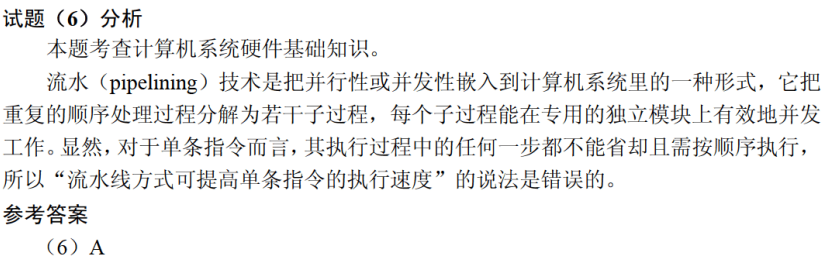 试题（6）分析
本题考查计算机系统硬件基础知识。
流水（pipelining）技术是把并行性或并发性嵌入到计算机系统里的一种形式，它把
重复的顺序处理过程分解为若干子过程，每个子过程能在专用的独立模块上有效地并发
工作。显然，对于单条指令而言，其执行过程中的任何一步都不能省却且需按顺序执行，
所以“流水线方式可提高单条指令的执行速度”的说法是错误的。
参考答案
（6）A